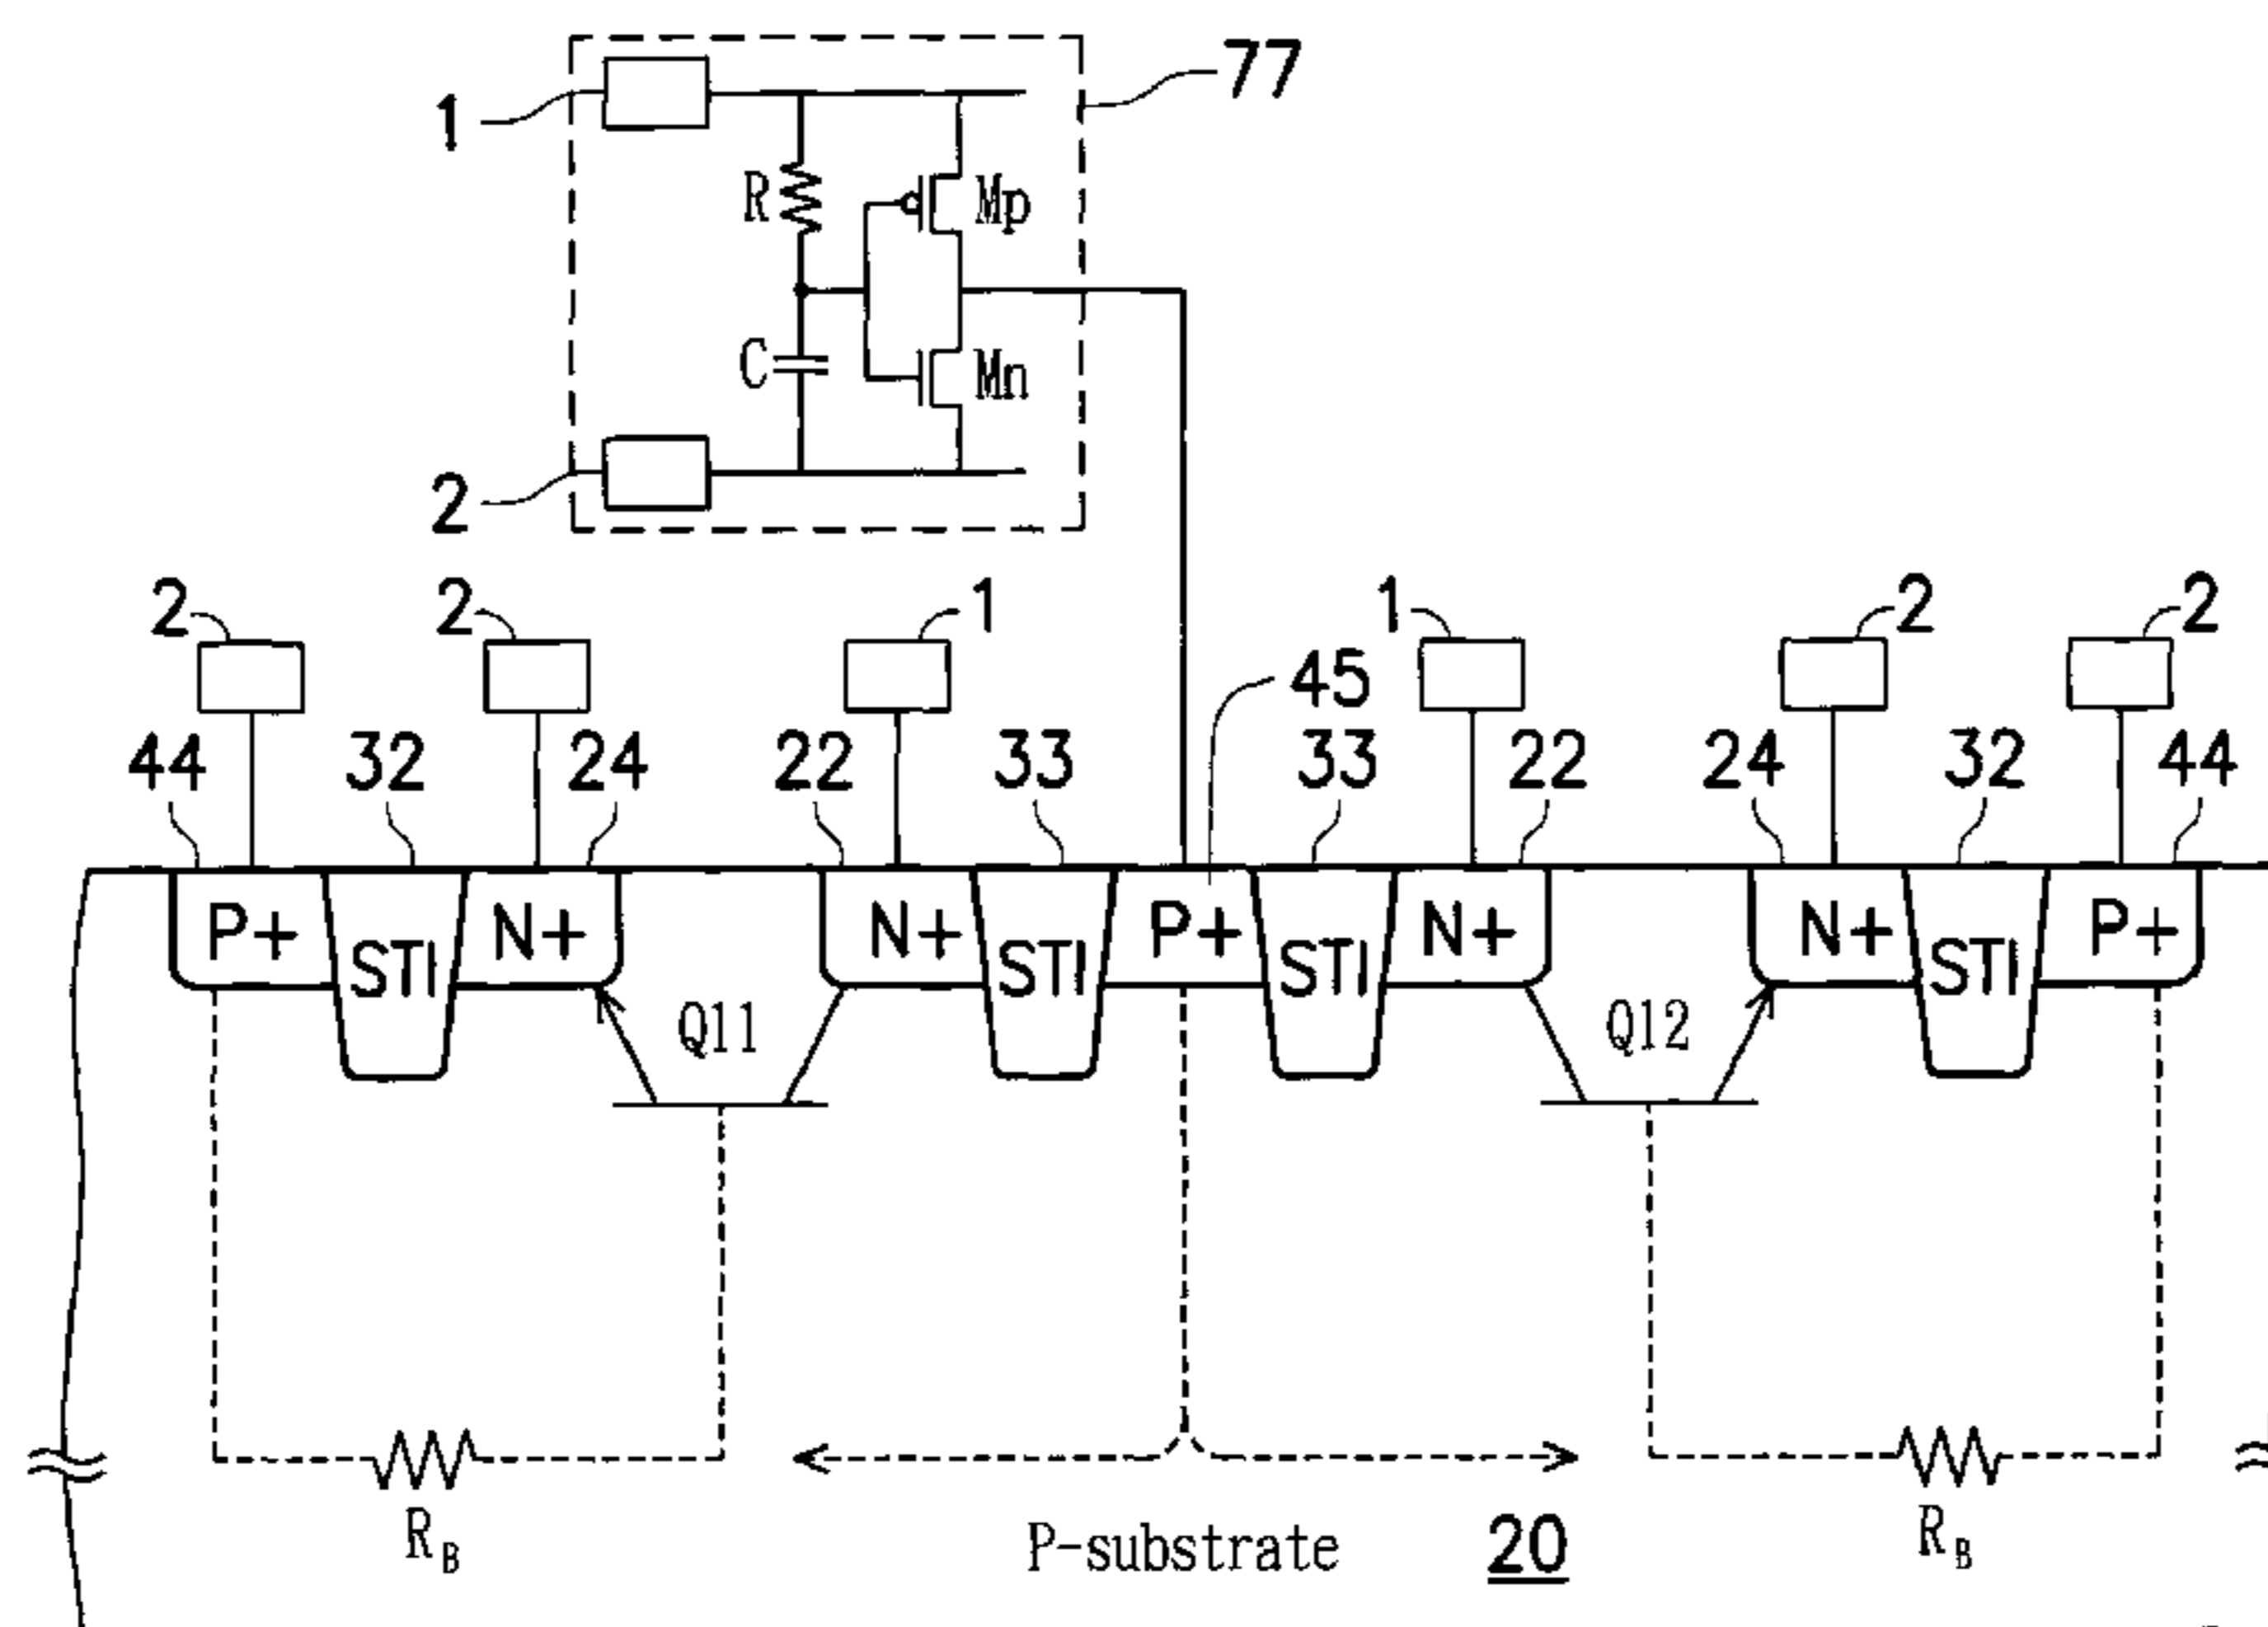 77
1
R
Mp
C
Mn
2
2 2 1 1 2 2
45
44 32 24 22 33 33 22 24 32 44
P+ STI N+ N+ STI P+ STI N+ N+ STI P+
Q11 Q12
RB P-substrate 20 RB